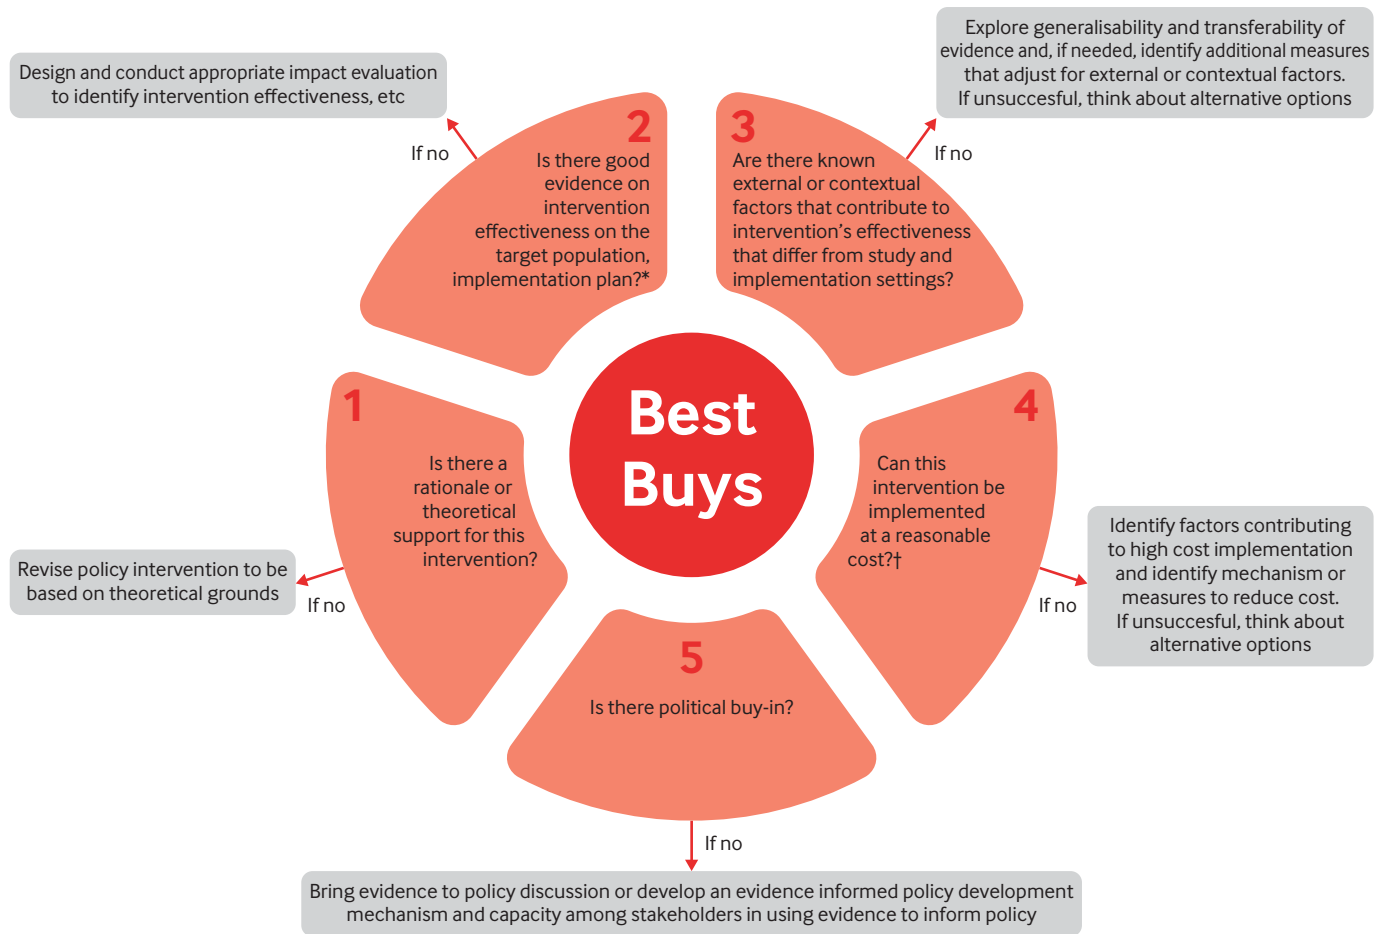 Design and conduct appropriate impact evaluation
to identify intervention effectiveness, etc
If no
2
Is there good
evidence on
intervention
effectiveness on the
target population,
implementation plan?*
Explore generalisability and transferability of
evidence and, if needed, identify additional measures
that adjust for external or contextual factors.
If unsuccesful, think about alternative options
If no
3
Are there known
external or contextual
factors that contribute to
intervention’s effectiveness
that differ from study and
implementation settings?
Best
Buys
1
Is there a
rationale or
theoretical
support for this
intervention?
If no
Revise policy intervention to be
based on theoretical grounds
4
Can this
intervention be
implemented
at a reasonable
cost?†
If no
Identify factors contributing
to high cost implementation
and identify mechanism or
measures to reduce cost.
If unsuccesful, think about
alternative options
5
Is there political buy-in?
If no
Bring evidence to policy discussion or develop an evidence informed policy development
mechanism and capacity among stakeholders in using evidence to inform policy